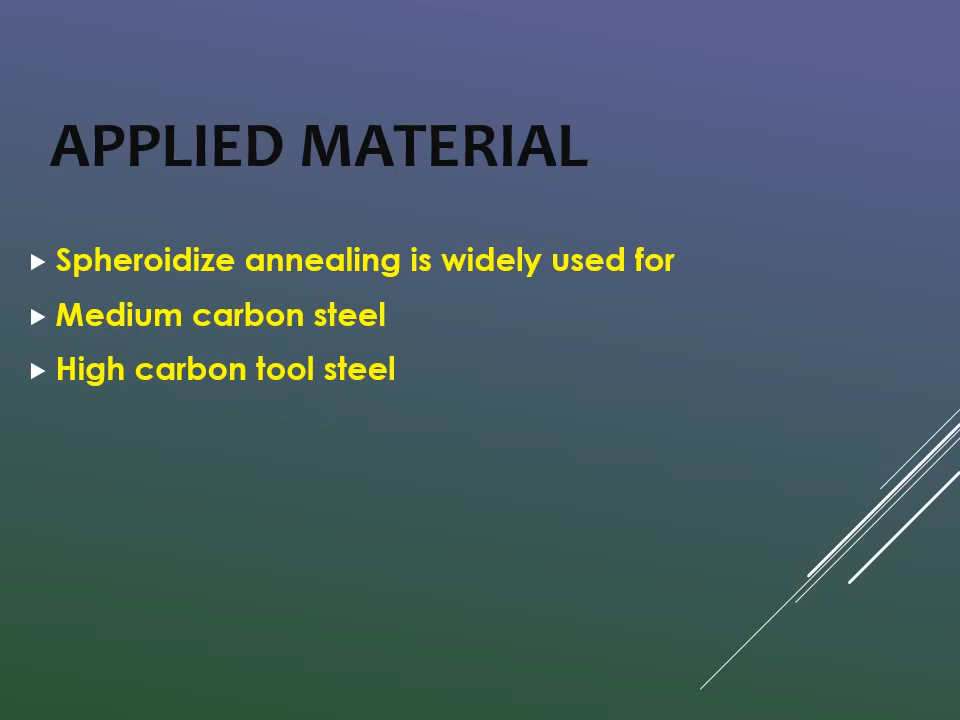 APPLIED MATERIAL
Spheroidize annealing is widely used for
Medium carbon steel
High carbon tool steel